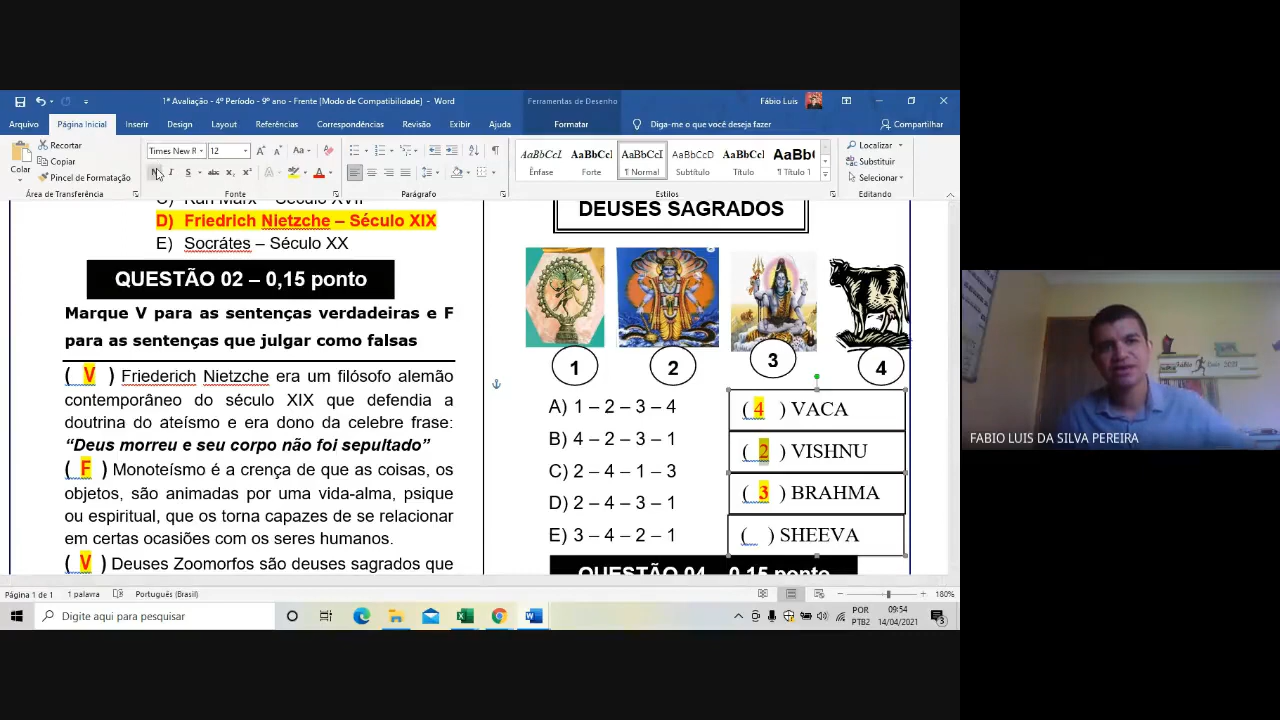 1ª Avaliação - 4º Período - 9º ano - Frente (Modo de Compatibilidade) - Word
Ferramentas de Desenho
Fábio Luis
Arquivo
Página Inicial
Inserir
Design
Layout
Referências
Correspondências
Revisão
Exibir
Ajuda
Formatar
Diga-me o que você deseja fazer
Compartilhar
Colar
Recortar
Copiar
Pincel de Formatação
Área de Transferência
Times New R
12
Fonte
Parágrafo
AaBbCcI
Ênfase
AaBbCcI
Forte
AaBbCcI
¶ Normal
AaBbCcD
Subtítulo
AaBbCcI
¶ Título 1
AaBb(
Título
Estilos
Localizar
Substituir
Selecionar
Editando
C) Karl Marx – Século XVII
D) Friedrich Nietzche – Século XIX
E) Socrátes – Século XX
QUESTÃO 02 – 0,15 ponto
Marque V para as sentenças verdadeiras e F
para as sentenças que julgar como falsas
( V ) Friederich Nietzche era um filósofo alemão
contemporâneo do século XIX que defendia a
doutrina do ateísmo e era dono da celebre frase:
“Deus morreu e seu corpo não foi sepultado”
( F ) Monoteísmo é a crença de que as coisas, os
objetos, são animadas por uma vida-alma, psique
ou espiritual, que os torna capazes de se relacionar
em certas ocasiões com os seres humanos.
( V ) Deuses Zoomorfos são deuses sagrados que
DEUSES SAGRADOS
1
2
3
4
A) 1 – 2 – 3 – 4
B) 4 – 2 – 3 – 1
C) 2 – 4 – 1 – 3
D) 2 – 4 – 3 – 1
E) 3 – 4 – 2 – 1
( 4 ) VACA
( 2 ) VISHNU
( 3 ) BRAHMA
( ) SHEEVA
QUESTÃO 04 – 0,15 ponto
Página 1 de 1
1 palavra
Português (Brasil)
180%
Digite aqui para pesquisar
POR
PTB2
09:54
14/04/2021
3
FABIO LUIS DA SILVA PEREIRA